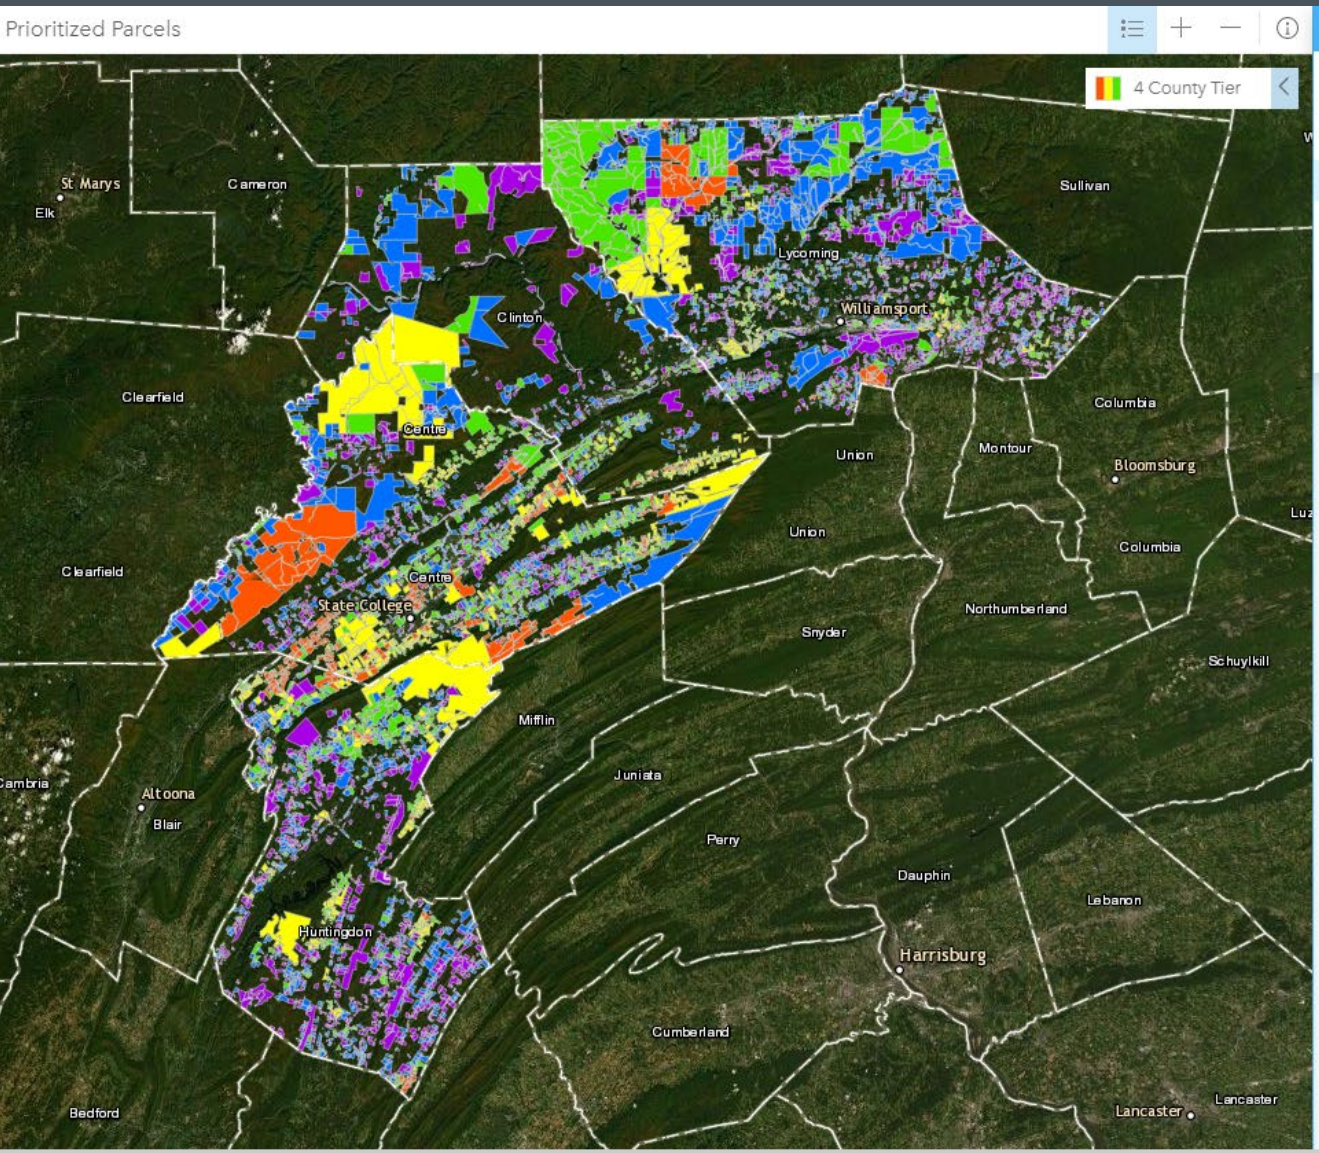 Prioritized Parcels
4 County Tier
St Marys
Cameron
Sullivan
Elk
Lycoming
Williamsport
Clinton
Clearfield
Columbia
Centre
Union
Montour
Bloomsburg
Union
Columbia
Clearfield
Centre
State College
Northumberland
Snyder
Schuylkill
Mifflin
Juniata
Altoona
Blair
Perry
Dauphin
Lebanon
Huntingdon
Harrisburg
Cumberland
Bedford
Lancaster
Lancaster